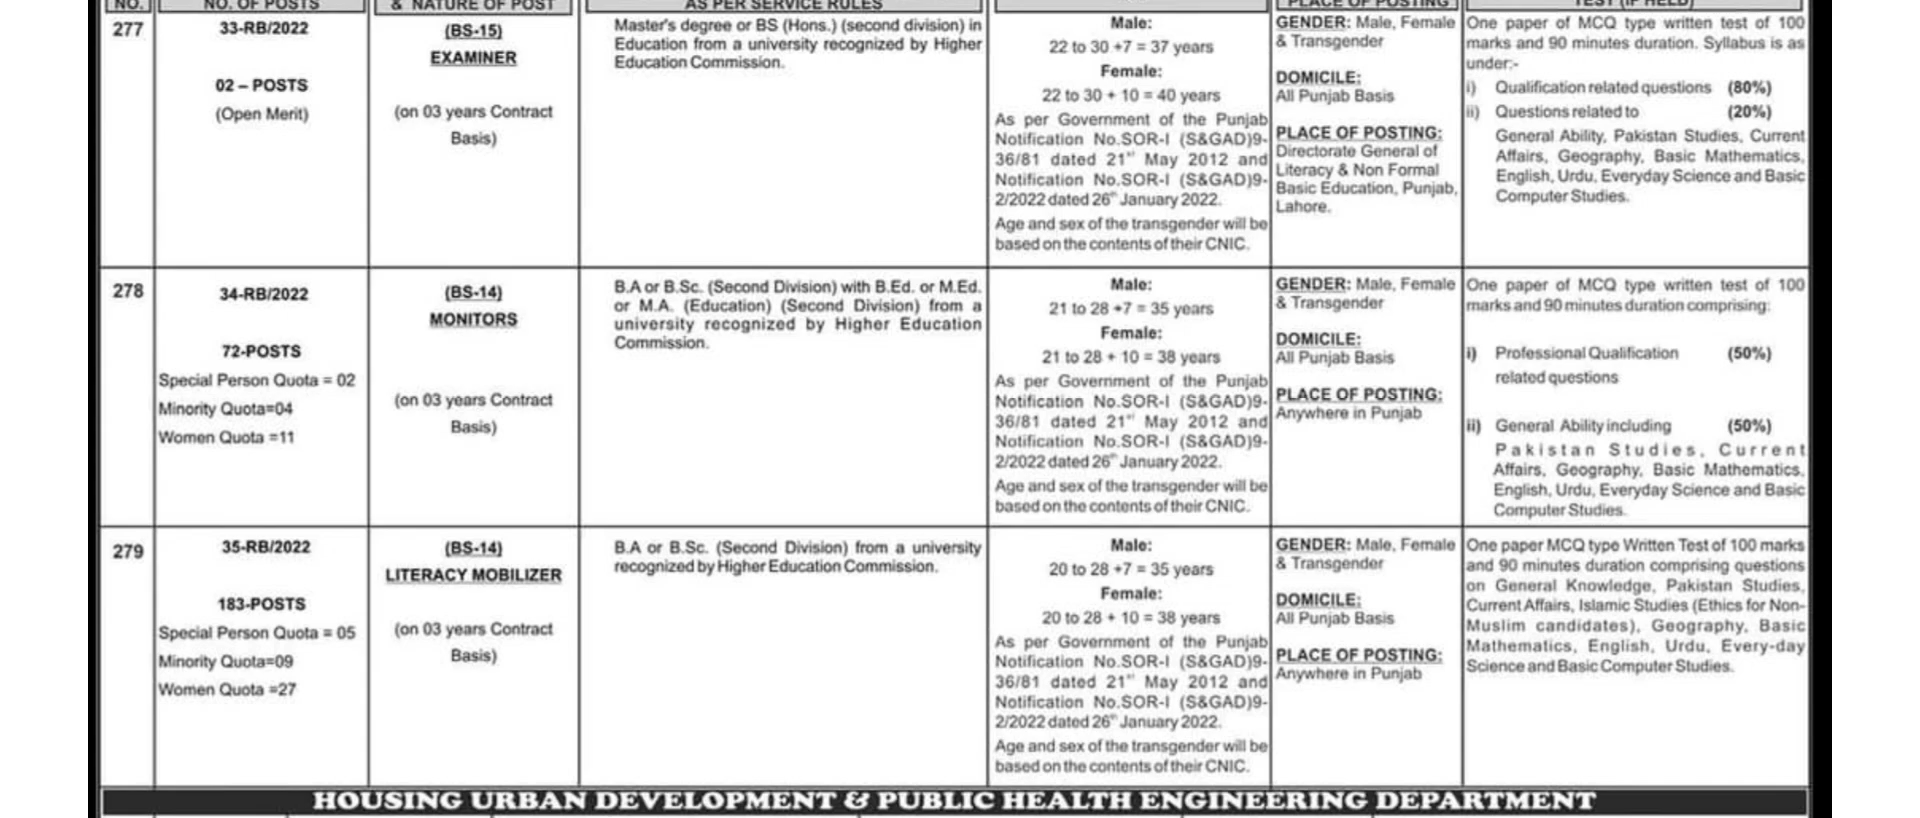 NO.
NO. OF POSTS
& NATURE OF POST
AS PER SERVICE RULES
PLACE OF POSTING
TEST (IF HELD)
277
33-RB/2022
02 – POSTS
(Open Merit)
(BS-15)
EXAMINER
(on 03 years Contract
Basis)
Master's degree or BS (Hons.) (second division) in
Education from a university recognized by Higher
Education Commission.
Male:
22 to 30 +7 = 37 years
Female:
22 to 30 + 10 = 40 years
As per Government of the Punjab
Notification No.SOR-I (S&GAD)9-
36/81 dated 21st May 2012 and
Notification No.SOR-I (S&GAD)9-
2/2022 dated 26th January 2022.
Age and sex of the transgender will be
based on the contents of their CNIC.
GENDER: Male, Female
& Transgender
DOMICILE:
All Punjab Basis
PLACE OF POSTING:
Directorate General of
Literacy & Non Formal
Basic Education, Punjab,
Lahore.
One paper of MCQ type written test of 100
marks and 90 minutes duration. Syllabus is as
under:-
i) Qualification related questions (80%)
ii) Questions related to (20%)
General Ability, Pakistan Studies, Current
Affairs, Geography, Basic Mathematics,
English, Urdu, Everyday Science and Basic
Computer Studies.
278
34-RB/2022
72-POSTS
Special Person Quota = 02
Minority Quota=04
Women Quota =11
(BS-14)
MONITORS
(on 03 years Contract
Basis)
B.A or B.Sc. (Second Division) with B.Ed. or M.Ed.
or M.A. (Education) (Second Division) from a
university recognized by Higher Education
Commission.
Male:
21 to 28 +7 = 35 years
Female:
21 to 28 + 10 = 38 years
As per Government of the Punjab
Notification No.SOR-I (S&GAD)9-
36/81 dated 21st May 2012 and
Notification No.SOR-I (S&GAD)9-
2/2022 dated 26th January 2022.
Age and sex of the transgender will be
based on the contents of their CNIC.
GENDER: Male, Female
& Transgender
DOMICILE:
All Punjab Basis
PLACE OF POSTING:
Anywhere in Punjab
One paper of MCQ type written test of 100
marks and 90 minutes duration comprising:
i) Professional Qualification (50%)
related questions
ii) General Ability including (50%)
Pakistan Studies, Current
Affairs, Geography, Basic Mathematics,
English, Urdu, Everyday Science and Basic
Computer Studies.
279
35-RB/2022
183-POSTS
Special Person Quota = 05
Minority Quota=09
Women Quota =27
(BS-14)
LITERACY MOBILIZER
(on 03 years Contract
Basis)
B.A or B.Sc. (Second Division) from a university
recognized by Higher Education Commission.
Male:
20 to 28 +7 = 35 years
Female:
20 to 28 + 10 = 38 years
As per Government of the Punjab
Notification No.SOR-I (S&GAD)9-
36/81 dated 21st May 2012 and
Notification No.SOR-I (S&GAD)9-
2/2022 dated 26th January 2022.
Age and sex of the transgender will be
based on the contents of their CNIC.
GENDER: Male, Female
& Transgender
DOMICILE:
All Punjab Basis
PLACE OF POSTING:
Anywhere in Punjab
One paper MCQ type Written Test of 100 marks
and 90 minutes duration comprising questions
on General Knowledge, Pakistan Studies,
Current Affairs, Islamic Studies (Ethics for Non-
Muslim candidates), Geography, Basic
Mathematics, English, Urdu, Every-day
Science and Basic Computer Studies.
HOUSING URBAN DEVELOPMENT & PUBLIC HEALTH ENGINEERING DEPARTMENT